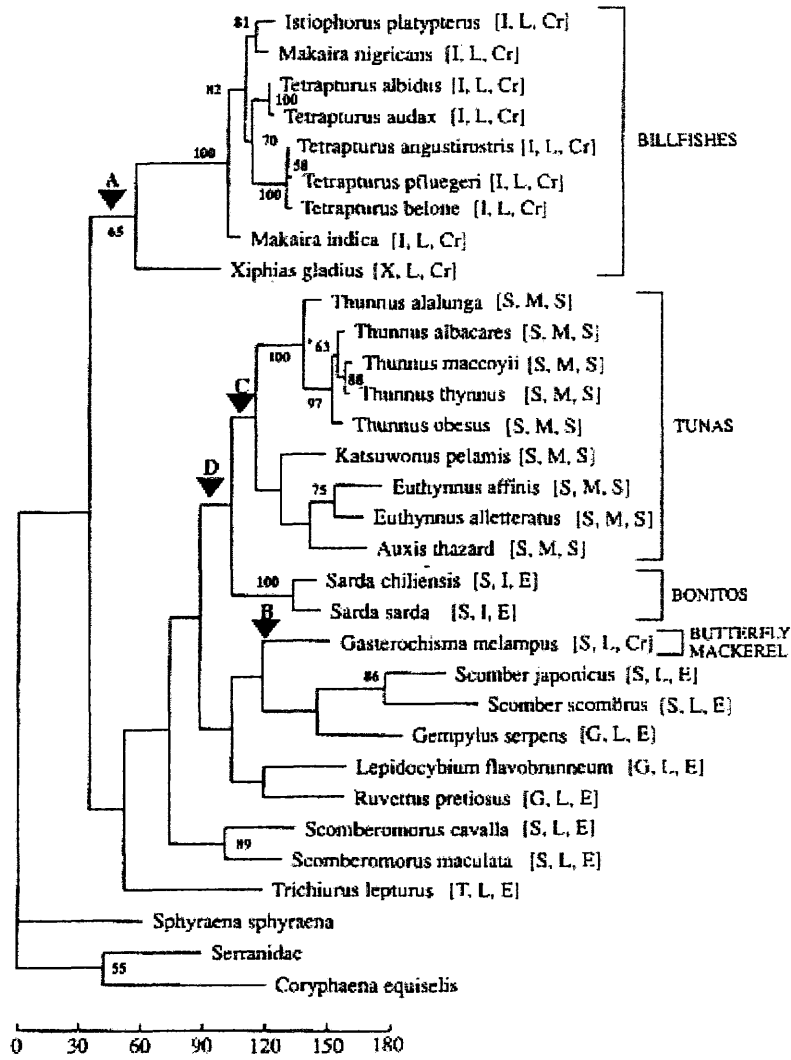 81 Istiophorus platypterus [I, L, Cr]
Makaira nigricans [I, L, Cr]
82 Tetrapturus albidus [I, L, Cr]
100
Tetrapturus audax [I, L, Cr]
70 Tetrapturus angustirostris [I, L, Cr]
BILLFISHES
100 58
A Tetrapturus pfluegeri [I, L, Cr]
100
Tetrapturus belone [I, L, Cr]
65 Makaira indica [I, L, Cr]
Xiphias gladius [X, L, Cr]
Thunnus alalunga [S, M, S]
Thunnus albacares [S, M, S]
100 63
Thunnus maccoyii [S, M, S]
88
C Thunnus thynnus [S, M, S]
97
Thunnus obesus [S, M, S]
TUNAS
Katsuwonus pelamis [S, M, S]
D
75 Euthynnus affinis [S, M, S]
Euthynnus alletteratus [S, M, S]
Auxis thazard [S, M, S]
100 Sarda chiliensis [S, I, E]
BONITOS
Sarda sarda [S, I, E]
B
Gasterochisma melampus [S, L, Cr]
BUTTERFLY
MACKEREL
86 Scomber japonicus [S, L, E]
Scomber scombrus [S, L, E]
Gempylus serpens [G, L, E]
Lepidocybium flavobrunneum [G, L, E]
Ruvettus pretiosus [G, L, E]
Scomberomorus cavalla [S, L, E]
89
Scomberomorus maculata [S, L, E]
Trichiurus lepturus [T, L, E]
Sphyraena sphyraena
Serranidae
55
Coryphaena equiselis
0 30 60 90 120 150 180